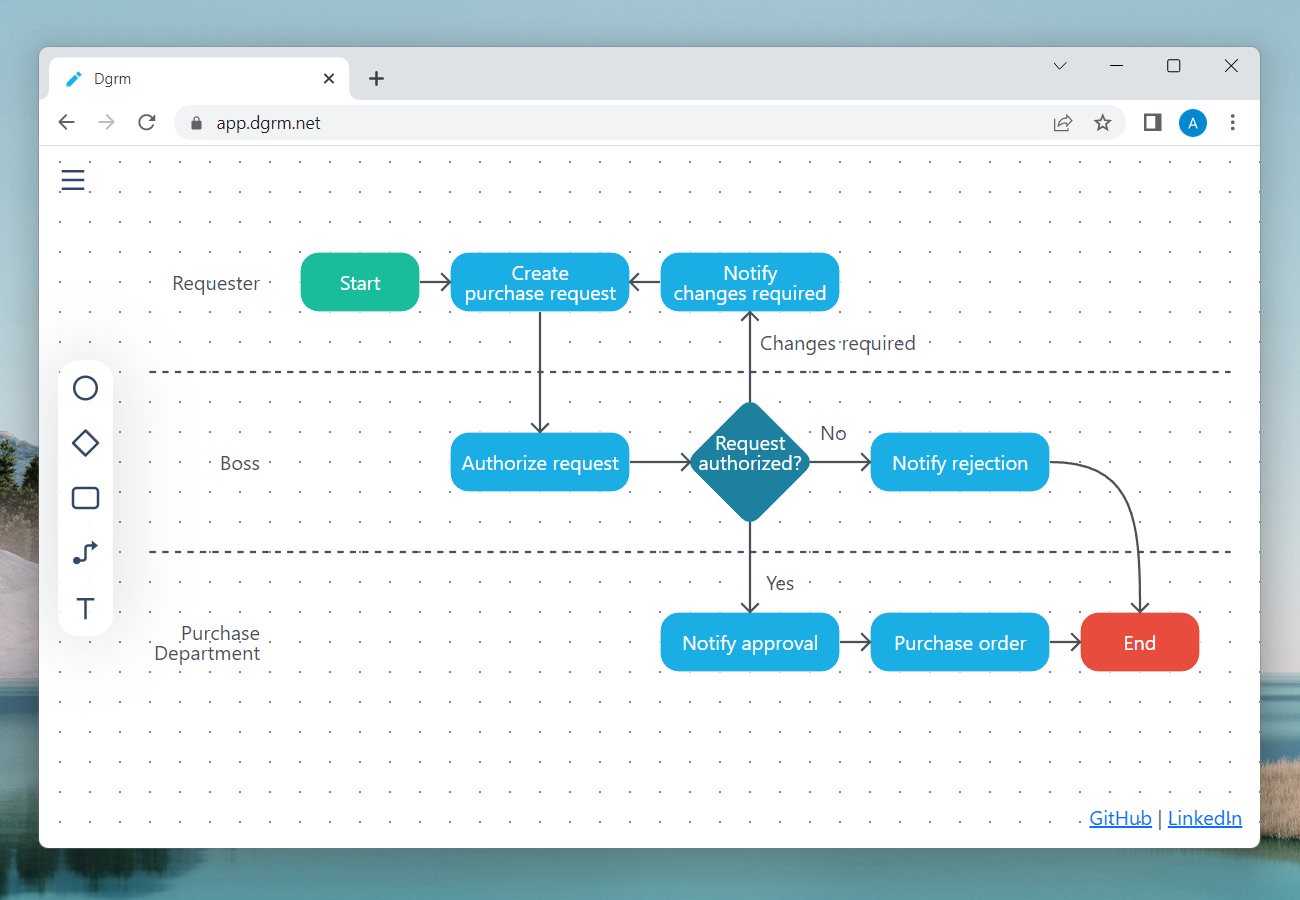 Dgrm
app.dgrm.net
A
Requester
Start
Create
purchase request
Notify
changes required
Changes required
Boss
Authorize request
Request
authorized?
No
Notify rejection
Yes
T
Purchase
Department
Notify approval
Purchase order
End
GitHub | LinkedIn